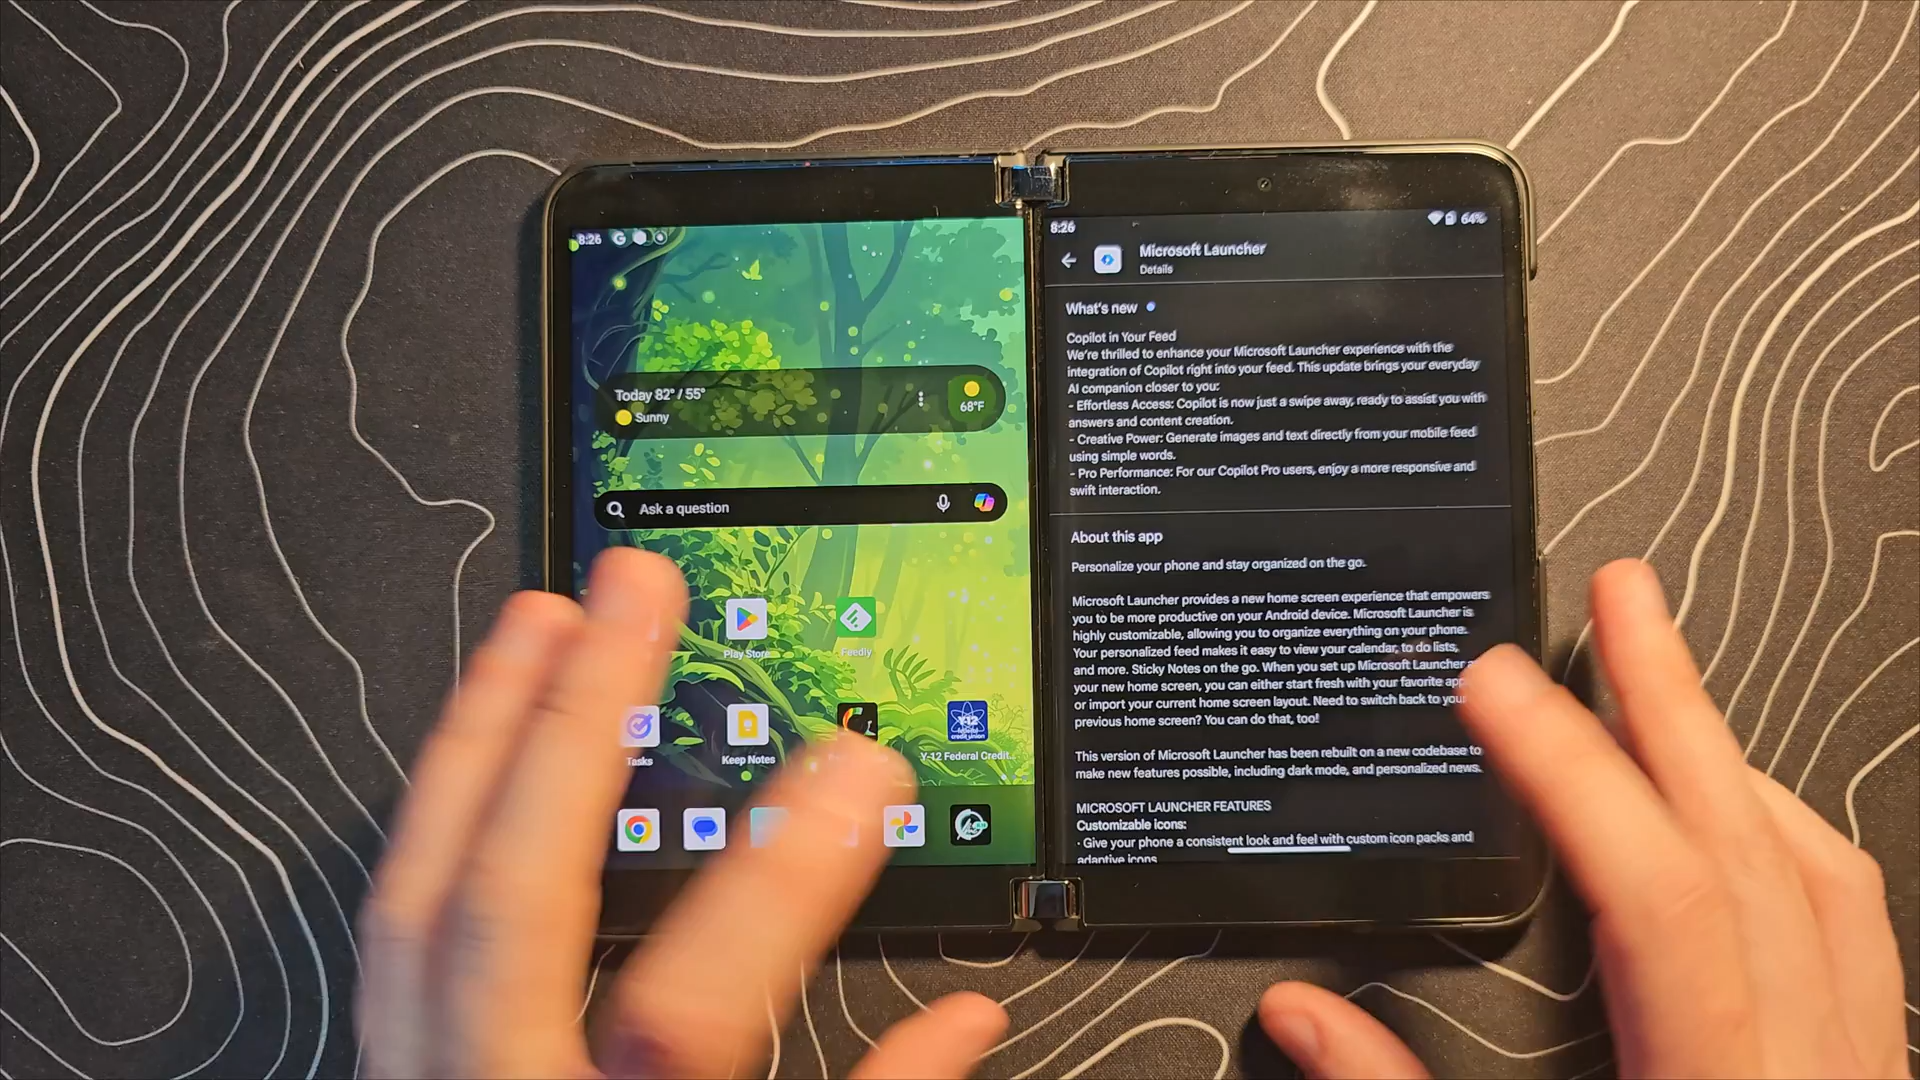 8:26
Today 82° / 55°
Sunny
68°F
Ask a question
Play Store
Feedly
Tasks
Keep Notes
Y-12
Y-12 Federal Credit...
8:26
64%
Microsoft Launcher
Details
What's new
Copilot in Your Feed
We're thrilled to enhance your Microsoft Launcher experience with the
integration of Copilot right into your feed. This update brings your everyday
AI companion closer to you:
- Effortless Access: Copilot is now just a swipe away, ready to assist you with
answers and content creation.
- Creative Power: Generate images and text directly from your mobile feed
using simple words.
- Pro Performance: For our Copilot Pro users, enjoy a more responsive and
swift interaction.
About this app
Personalize your phone and stay organized on the go.
Microsoft Launcher provides a new home screen experience that empowers
you to be more productive on your Android device. Microsoft Launcher is
highly customizable, allowing you to organize everything on your phone.
Your personalized feed makes it easy to view your calendar, to do lists,
and more. Sticky Notes on the go. When you set up Microsoft Launcher
your new home screen, you can either start fresh with your favorite
or import your current home screen layout. Need to switch back to your
previous home screen? You can do that, too!
This version of Microsoft Launcher has been rebuilt on a new codebase to
make new features possible, including dark mode, and personalized news.
MICROSOFT LAUNCHER FEATURES
Customizable icons:
· Give your phone a consistent look and feel with custom icon packs and
adaptive icons